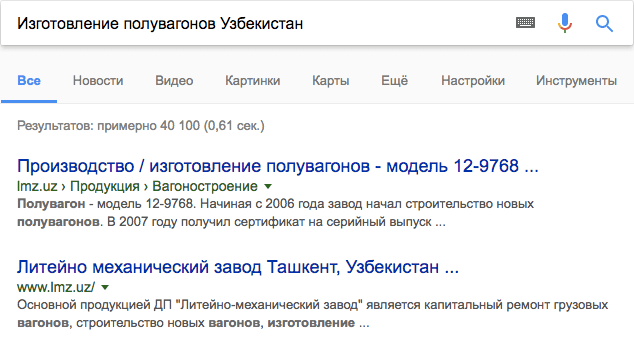 Изготовление полувагонов Узбекистан
Все Новости Видео Картинки Карты Ещё Настройки Инструменты
Результатов: примерно 40 100 (0,61 сек.)
Производство / изготовление полувагонов - модель 12-9768 ...
lmz.uz › Продукция › Вагоностроение
Полувагон - модель 12-9768. Начиная с 2006 года завод начал строительство новых
полувагонов. В 2007 году получил сертификат на серийный выпуск ...
Литейно механический завод Ташкент, Узбекистан ...
www.lmz.uz/
Основной продукцией ДП "Литейно-механический завод" является капитальный ремонт грузовых
вагонов, строительство новых вагонов, изготовление ...